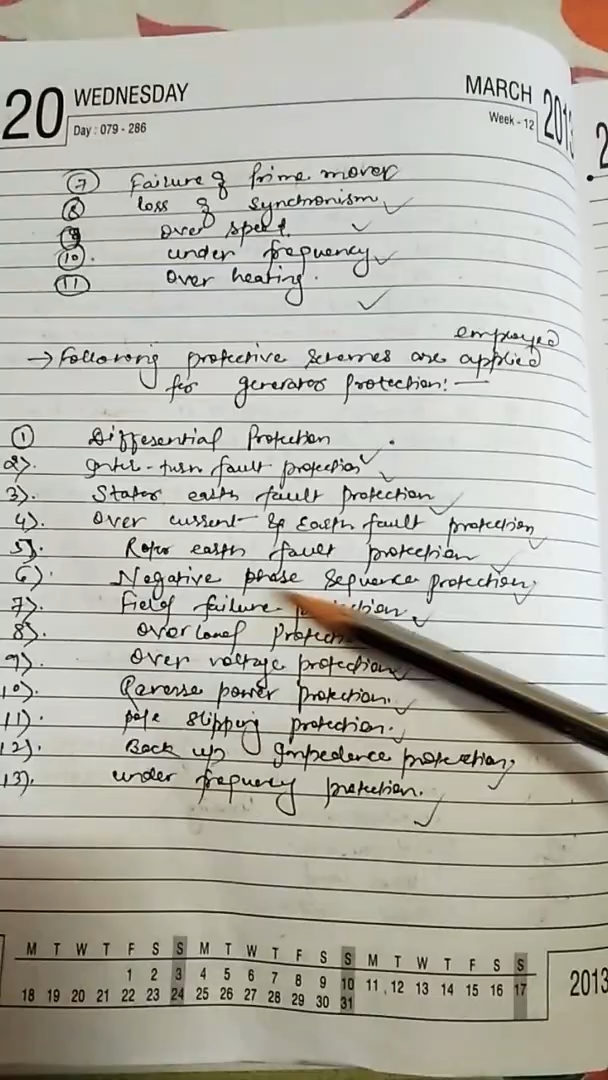 20 WEDNESDAY
Day : 079 - 286
MARCH 201
Week - 12
2
7 Failure of Prime mover
8 loss of synchronism
9 over speed.
10. under frequency
11 Over heating.
employed
→ Following protective schemes are applied
for generator Protection:—
1 Differential Protection
2). Inter-turn fault protection
3). Stator earth fault protection
4). Over current & Earth fault protection
5). Rotor earth fault protection
6). Negative phase sequence protection,
7). Field failure
8). Overload Protection
9). Over voltage protection
10). Reverse power protection.
11). pole slipping protection.
12). Back up Impedence protection,
13). under frequency protection.
M T W T F S S M T W T F S S M T W T F S S
1 2 3 4 5 6 7 8 9 10 11 12 13 14 15 16 17
18 19 20 21 22 23 24 25 26 27 28 29 30 31
2013